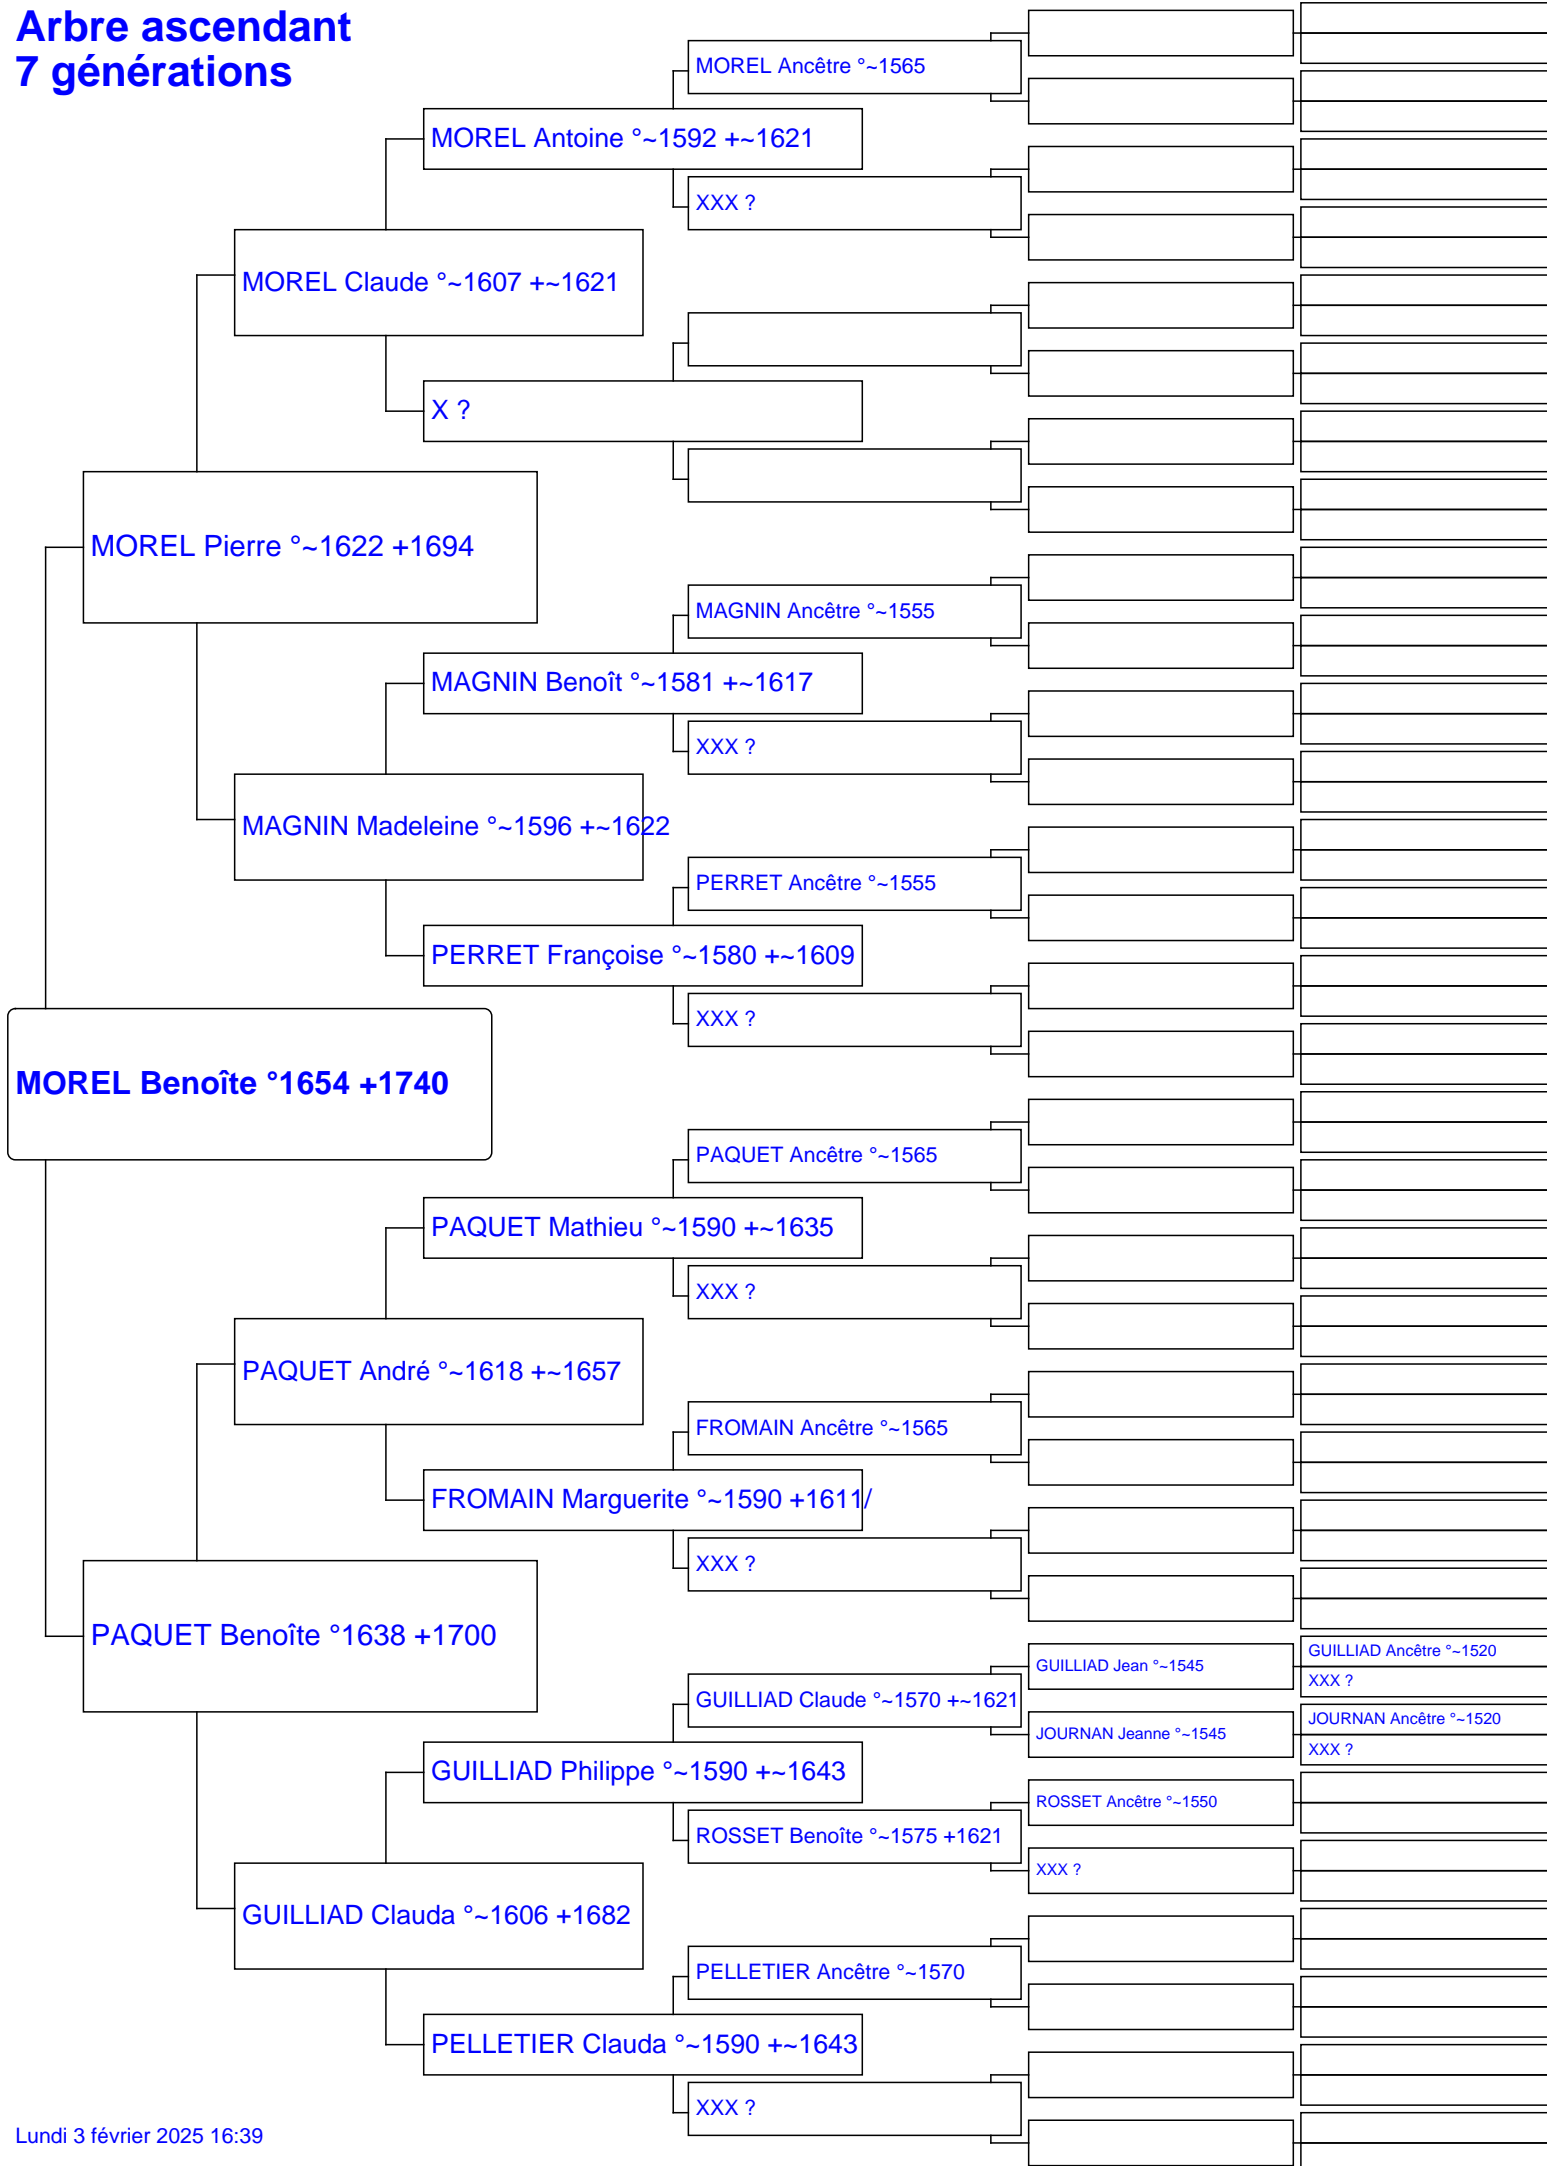 Arbre ascendant
7 générations
MOREL Ancêtre °~1565
MOREL Antoine °~1592 +~1621
XXX ?
MOREL Claude °~1607 +~1621
X ?
MOREL Pierre °~1622 +1694
MAGNIN Ancêtre °~1555
MAGNIN Benoît °~1581 +~1617
XXX ?
MAGNIN Madeleine °~1596 +~1622
PERRET Ancêtre °~1555
PERRET Françoise °~1580 +~1609
XXX ?
MOREL Benoîte °1654 +1740
PAQUET Ancêtre °~1565
PAQUET Mathieu °~1590 +~1635
XXX ?
PAQUET André °~1618 +~1657
FROMAIN Ancêtre °~1565
FROMAIN Marguerite °~1590 +1611/
XXX ?
PAQUET Benoîte °1638 +1700
GUILLIAD Ancêtre °~1520
GUILLIAD Jean °~1545
XXX ?
GUILLIAD Claude °~1570 +~1621
JOURNAN Ancêtre °~1520
JOURNAN Jeanne °~1545
XXX ?
GUILLIAD Philippe °~1590 +~1643
ROSSET Ancêtre °~1550
ROSSET Benoîte °~1575 +1621
XXX ?
GUILLIAD Clauda °~1606 +1682
PELLETIER Ancêtre °~1570
PELLETIER Clauda °~1590 +~1643
XXX ?
Lundi 3 février 2025 16:39